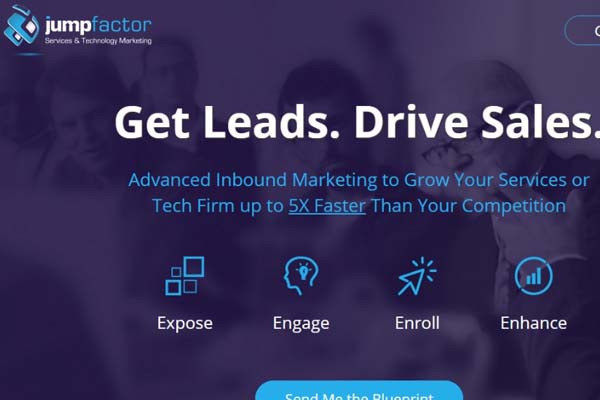 jumpfactor
Services & Technology Marketing
Get Leads. Drive Sales.
Advanced Inbound Marketing to Grow Your Services or
Tech Firm up to 5X Faster Than Your Competition
Expose
Engage
Enroll
Enhance
Send Me the Blueprint